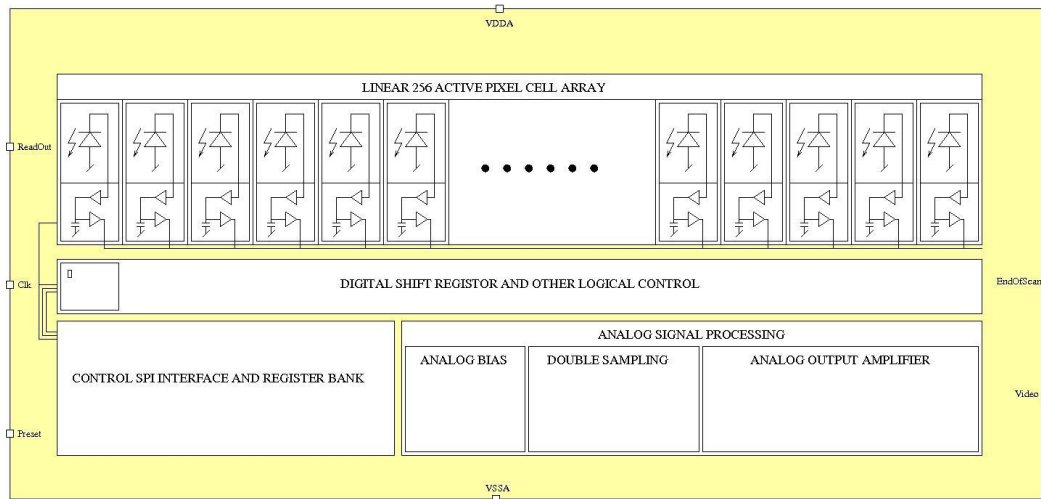 VDDA
LINEAR 256 ACTIVE PIXEL CELL ARRAY
ReadOut
Clk
DIGITAL SHIFT REGISTOR AND OTHER LOGICAL CONTROL
EndOfScan
ANALOG SIGNAL PROCESSING
ANALOG BIAS
DOUBLE SAMPLING
ANALOG OUTPUT AMPLIFIER
CONTROL SPI INTERFACE AND REGISTER BANK
Video
Preset
VSSA